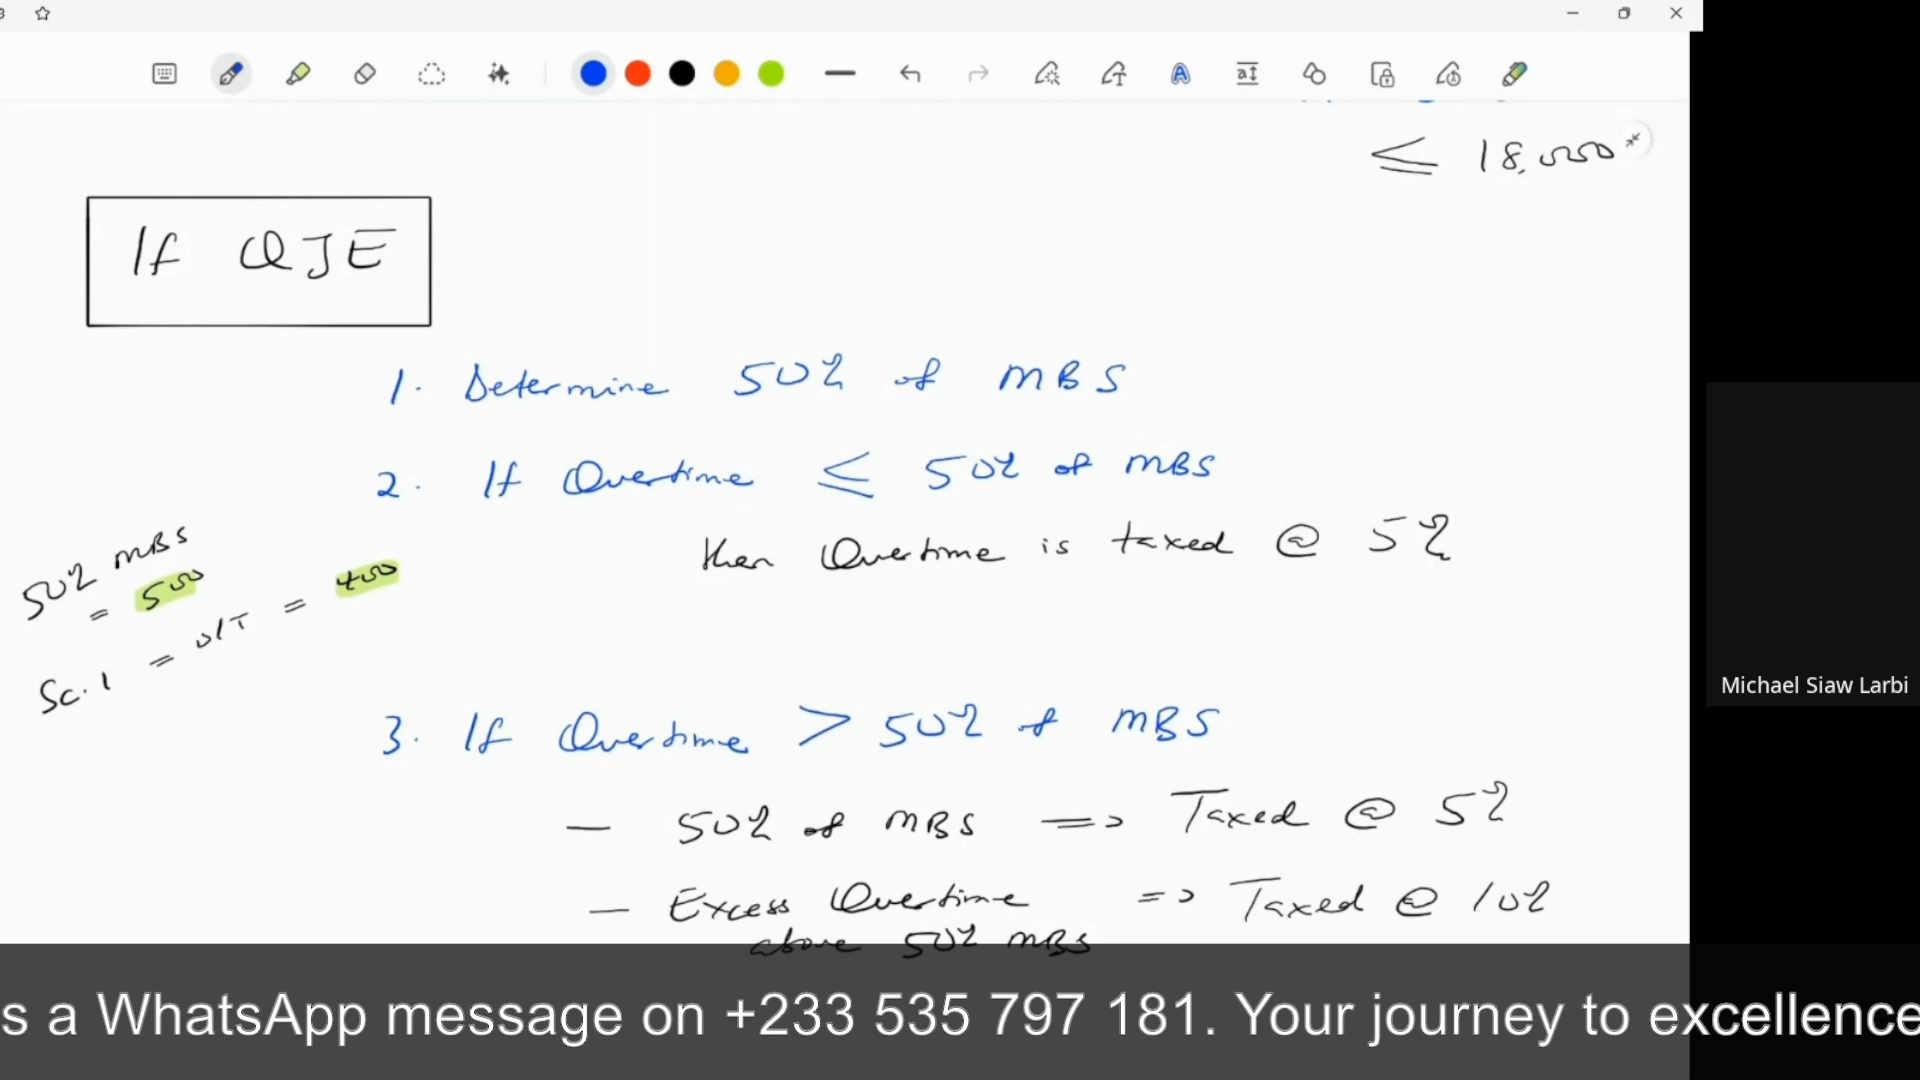 ≤ 18,000
If QJE
1. Determine 50% of MBS
2. If Overtime ≤ 50% of MBS
then Overtime is taxed @ 5%
50% MBS
= 500
Sc. 1 = O/T = 400
3. If Overtime > 50% of MBS
— 50% of MBS => Taxed @ 5%
— Excess Overtime => Taxed @ 10%
above 50% MBS
Michael Siaw Larbi
s a WhatsApp message on +233 535 797 181. Your journey to excellence